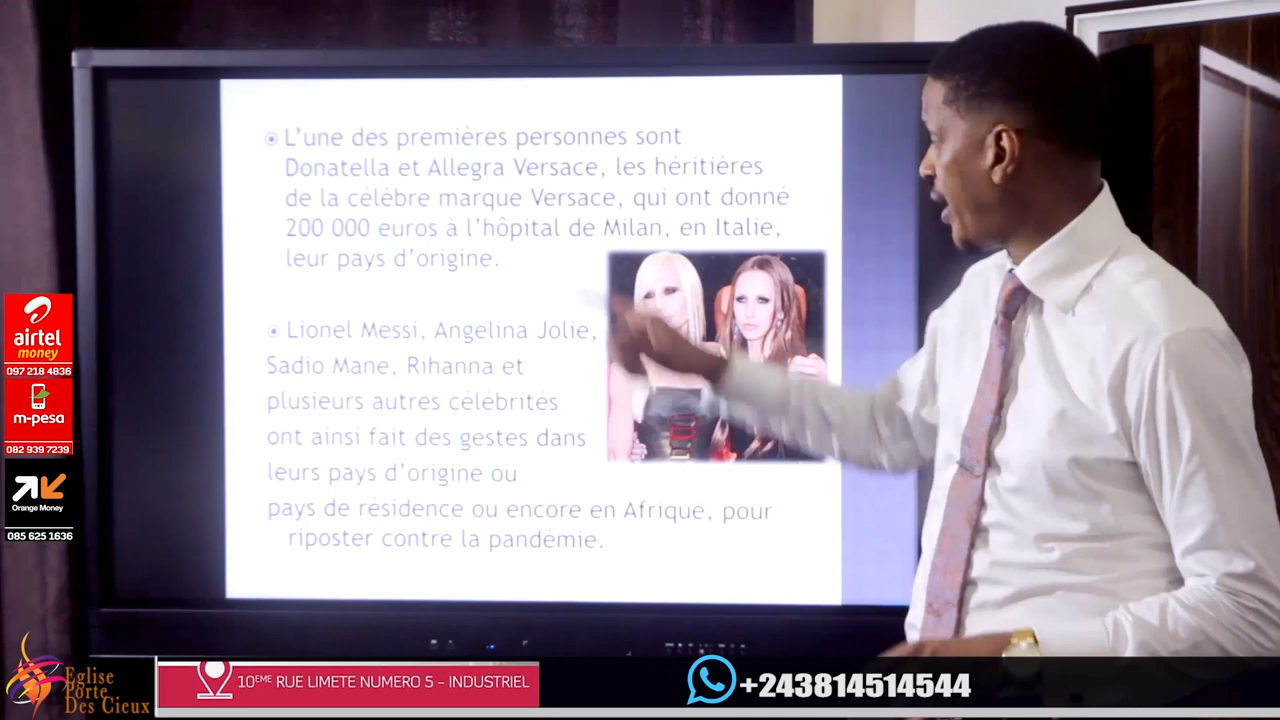 L'une des premières personnes sont
Donatella et Allegra Versace, les héritières
de la célèbre marque Versace, qui ont donné
200 000 euros à l'hôpital de Milan, en Italie,
leur pays d'origine.
Lionel Messi, Angelina Jolie,
Sadio Mane, Rihanna et
plusieurs autres célébrités
ont ainsi fait des gestes dans
leurs pays d'origine ou
pays de résidence ou encore en Afrique, pour
riposter contre la pandémie.
airtel
money
097 218 4836
m-pesa
082 939 7239
Orange Money
085 625 1636
Eglise
Porte
Des Cieux
10EME RUE LIMETE NUMERO 5 - INDUSTRIEL
+243814514544